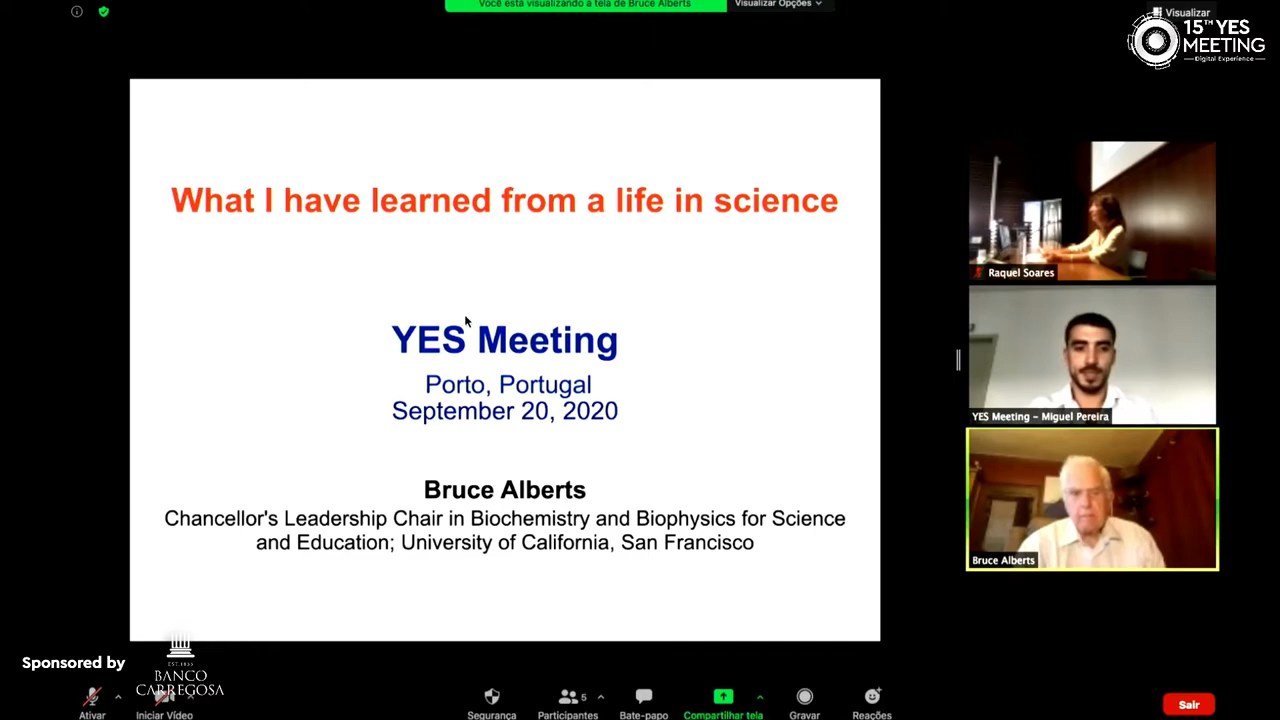 Você está visualizando a tela de Bruce Alberts
Visualizar Opções
Visualizar
15TH YES
MEETING
Digital Experience
What I have learned from a life in science
YES Meeting
Porto, Portugal
September 20, 2020
Bruce Alberts
Chancellor's Leadership Chair in Biochemistry and Biophysics for Science
and Education; University of California, San Francisco
Raquel Soares
YES Meeting – Miguel Pereira
Bruce Alberts
Sponsored by
EST. 1833
BANCO
CARREGOSA
Ativar
Iniciar Vídeo
Segurança
5
Participantes
Bate-papo
Compartilhar tela
Gravar
Reações
Sair